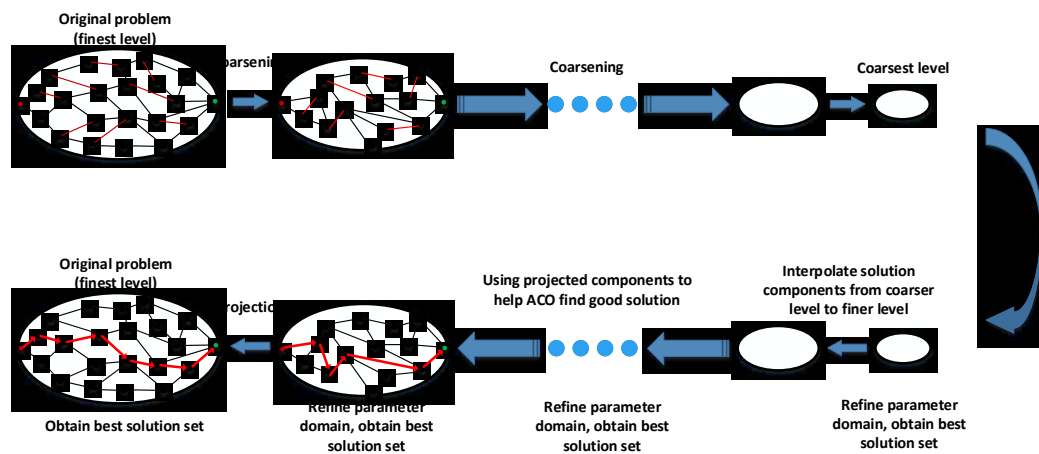 Original problem
(finest level)
Coarsening
Coarsest level
Original problem
(finest level)
Using projected components to
help ACO find good solution
Interpolate solution
components from coarser
level to finer level
Obtain best solution set
Refine parameter
domain, obtain best
solution set
Refine parameter
domain, obtain best
solution set
Refine parameter
domain, obtain best
solution set